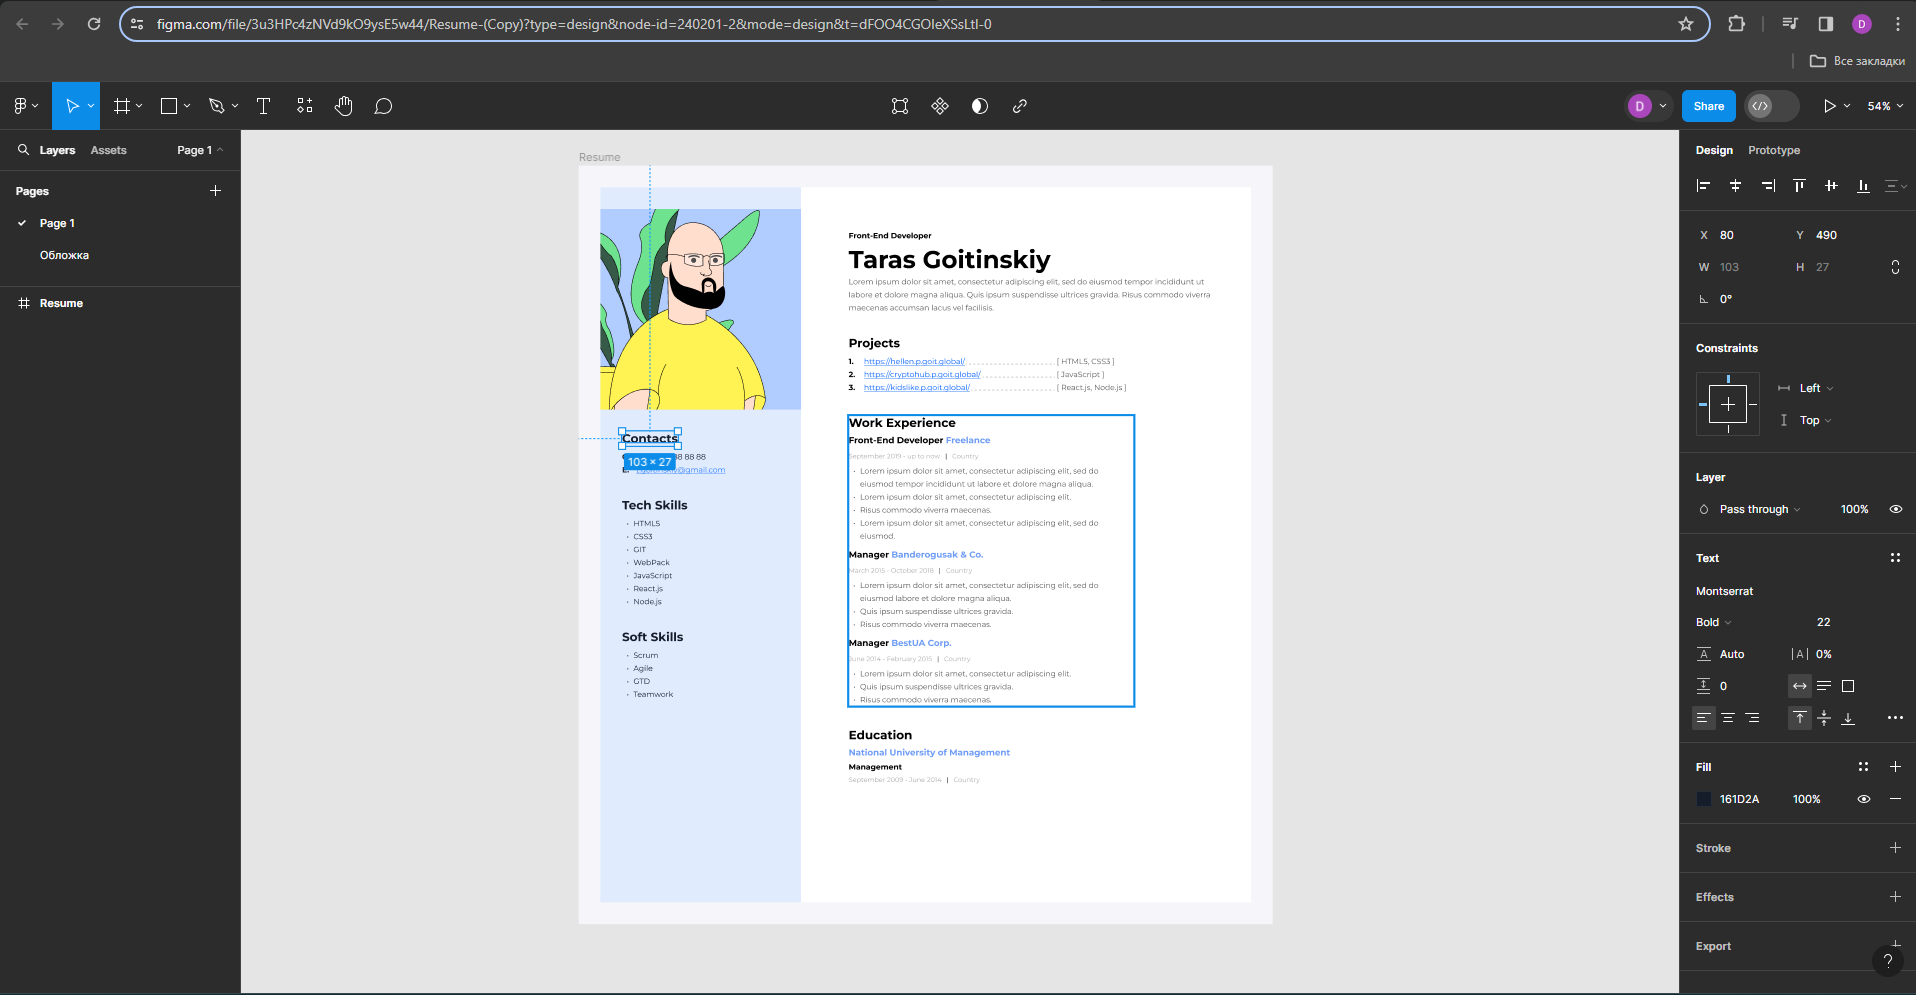 figma.com/file/3u3HPc4zNVd9kO9ysE5w44/Resume-(Copy)?type=design&node-id=240201-2&mode=design&t=dFOO4CGOIeXSsLtI-0
D
Все закладки
D
Share
54%
Layers
Assets
Page 1
Pages
Page 1
Обложка
Resume
Resume
Front-End Developer
Taras Goitinskiy
Lorem ipsum dolor sit amet, consectetur adipiscing elit, sed do eiusmod tempor incididunt ut
labore et dolore magna aliqua. Quis ipsum suspendisse ultrices gravida. Risus commodo viverra
maecenas accumsan lacus vel facilisis.
Projects
1. https://hellen.p.goit.global/ [ HTML5, CSS3 ]
2. https://cryptohub.p.goit.global/ [ JavaScript ]
3. https://kidslike.p.goit.global/ [ React.js, Node.js ]
Contacts
103 × 27
88 88 88
@gmail.com
Tech Skills
• HTML5
• CSS3
• GIT
• WebPack
• JavaScript
• React.js
• Node.js
Soft Skills
• Scrum
• Agile
• GTD
• Teamwork
Work Experience
Front-End Developer Freelance
September 2019 - up to now | Country
• Lorem ipsum dolor sit amet, consectetur adipiscing elit, sed do
eiusmod tempor incididunt ut labore et dolore magna aliqua.
• Lorem ipsum dolor sit amet, consectetur adipiscing elit.
• Risus commodo viverra maecenas.
• Lorem ipsum dolor sit amet, consectetur adipiscing elit, sed do
eiusmod.
Manager Banderogusak & Co.
March 2015 - October 2018 | Country
• Lorem ipsum dolor sit amet, consectetur adipiscing elit, sed do
eiusmod labore et dolore magna aliqua.
• Quis ipsum suspendisse ultrices gravida.
• Risus commodo viverra maecenas.
Manager BestUA Corp.
June 2014 - February 2015 | Country
• Lorem ipsum dolor sit amet, consectetur adipiscing elit.
• Quis ipsum suspendisse ultrices gravida.
• Risus commodo viverra maecenas.
Education
National University of Management
Management
September 2009 - June 2014 | Country
Design
Prototype
X 80
Y 490
W 103
H 27
0°
Constraints
Left
Top
Layer
Pass through
100%
Text
Montserrat
Bold
22
Auto
0%
0
Fill
161D2A
100%
Stroke
Effects
Export
?